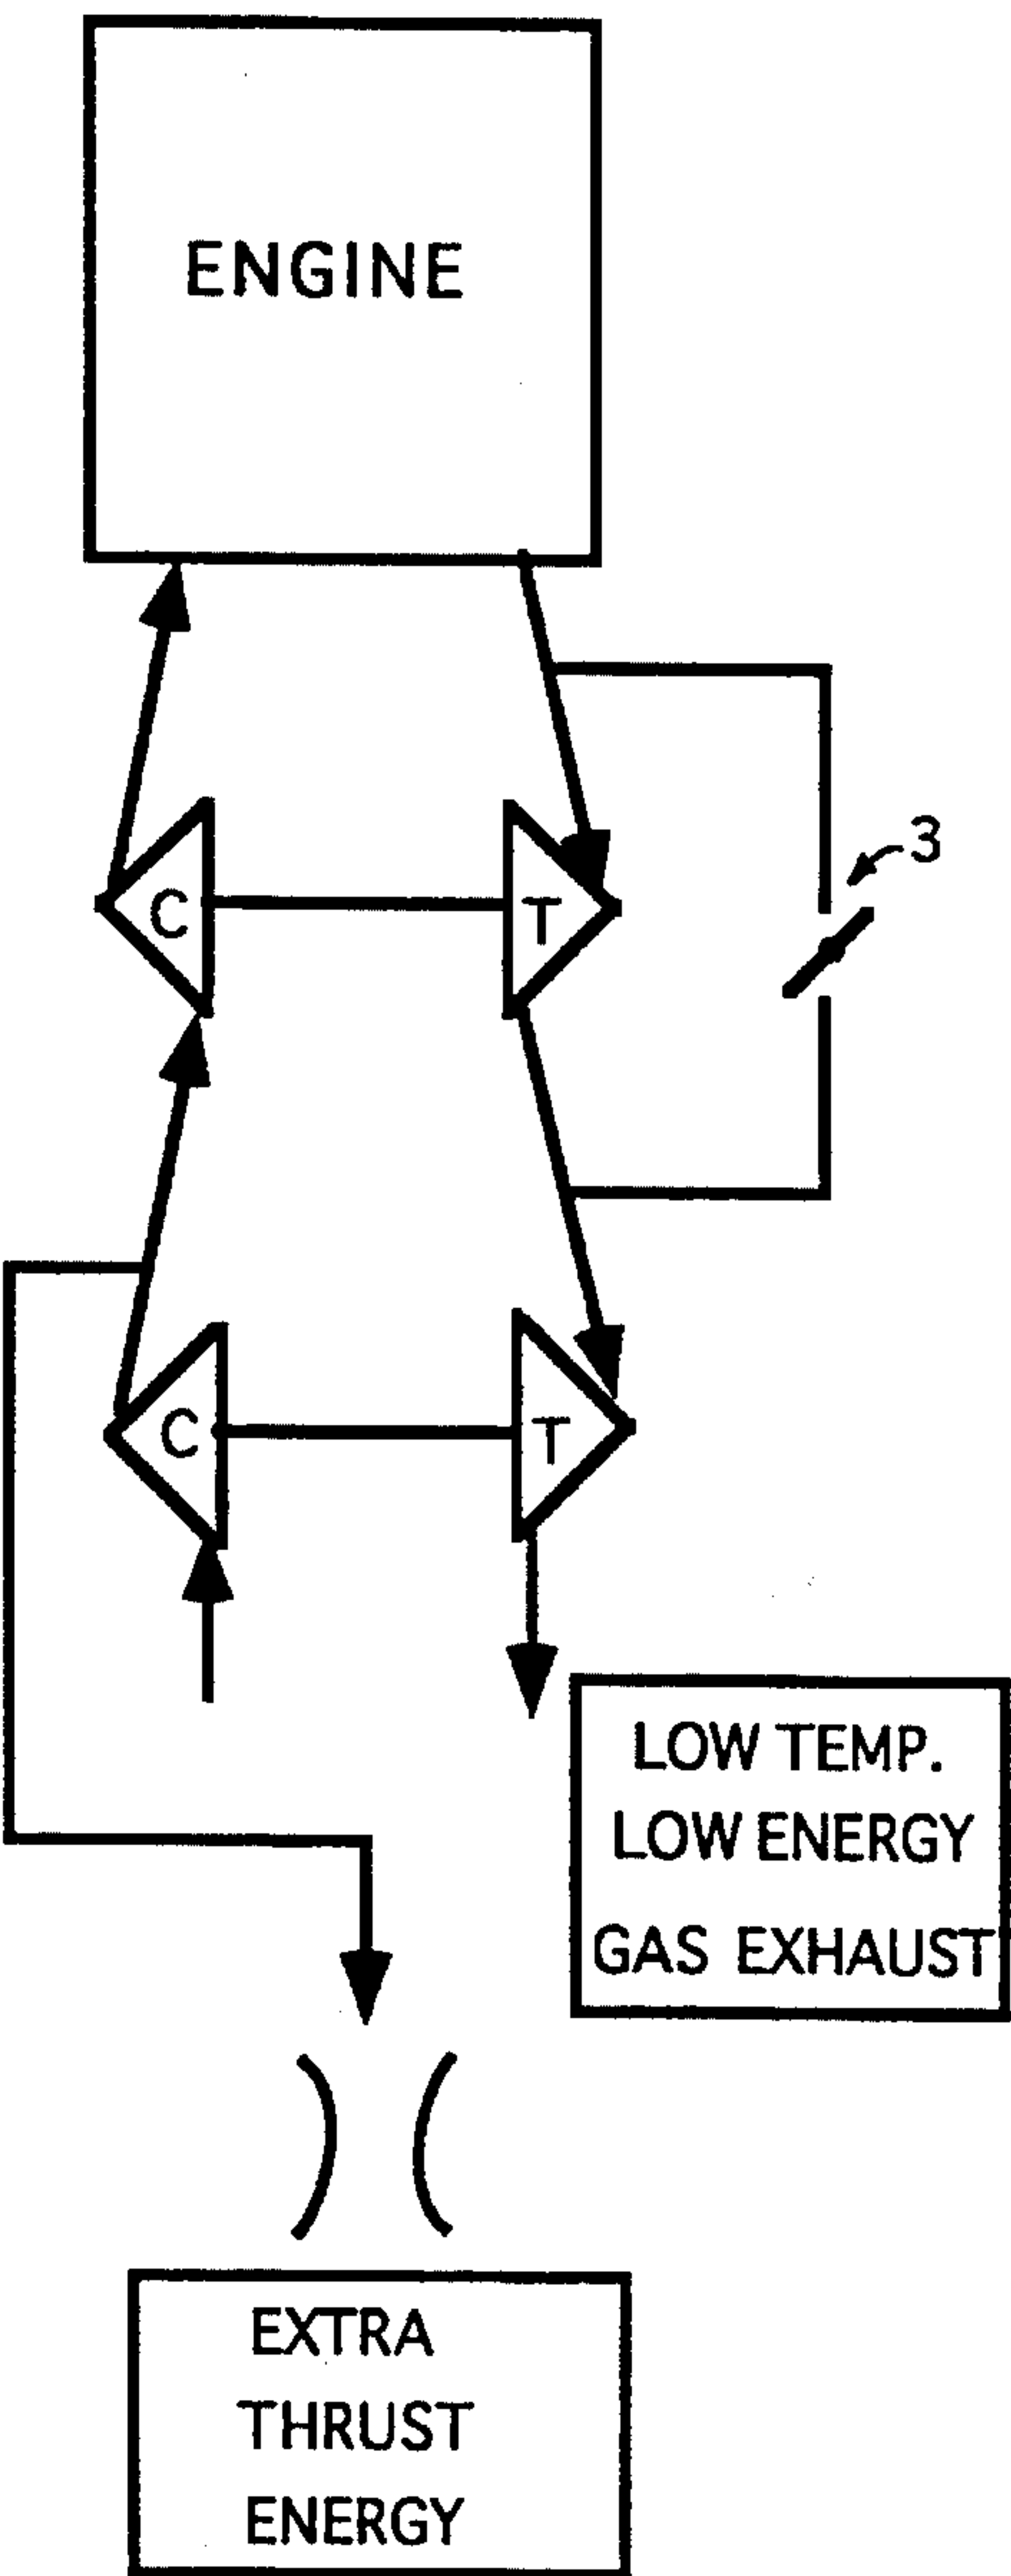 ENGINE
3
C
T
C
T
LOW TEMP.
LOW ENERGY
GAS EXHAUST
EXTRA
THRUST
ENERGY